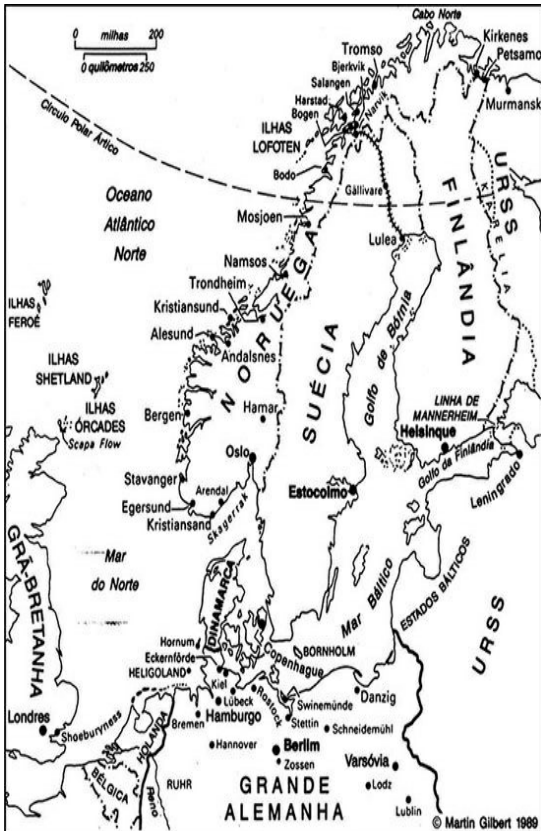 0 milhas 200
0 quilômetros 250
Cabo Norte
Kirkenes
Petsamo
Tromso
Bjerkvik
Salangen
Murmansk
Harstad
Narvik
Bogen
Círculo Polar Ártico
ILHAS
LOFOTEN
Bodo
Gällivare
Oceano
Atlântico
Norte
Mosjoen
Lulea
FINLÂNDIA
URSS
KARELIA
Namsos
Trondheim
ILHAS
FEROÉ
Kristiansund
Alesund
Andalsnes
NORUEGA
SUÉCIA
Golfo de Bótnia
ILHAS
SHETLAND
ILHAS
ÓRCADES
Scapa Flow
Bergen
Hamar
LINHA DE
MANNERHEIM
Helsinque
Golfo da Finlândia
Leningrado
Oslo
Stavanger
Arendal
Egersund
Kristiansand
Skagerrak
Estocolmo
GRÃ-BRETANHA
Mar
do Norte
DINAMARCA
Mar Báltico
ESTADOS BÁLTICOS
URSS
Hornum
Eckernförde
HELIGOLAND
Copenhague
BORNHOLM
Kiel
Lübeck
Rostock
Swinemünde
Danzig
Londres
Shoeburyness
HOLANDA
Bremen
Hamburgo
Stettin
Schneidemühl
Hannover
Berlim
Zossen
Varsóvia
BÉLGICA
Reno
RUHR
GRANDE
ALEMANHA
Lodz
Lublin
© Martin Gilbert 1989